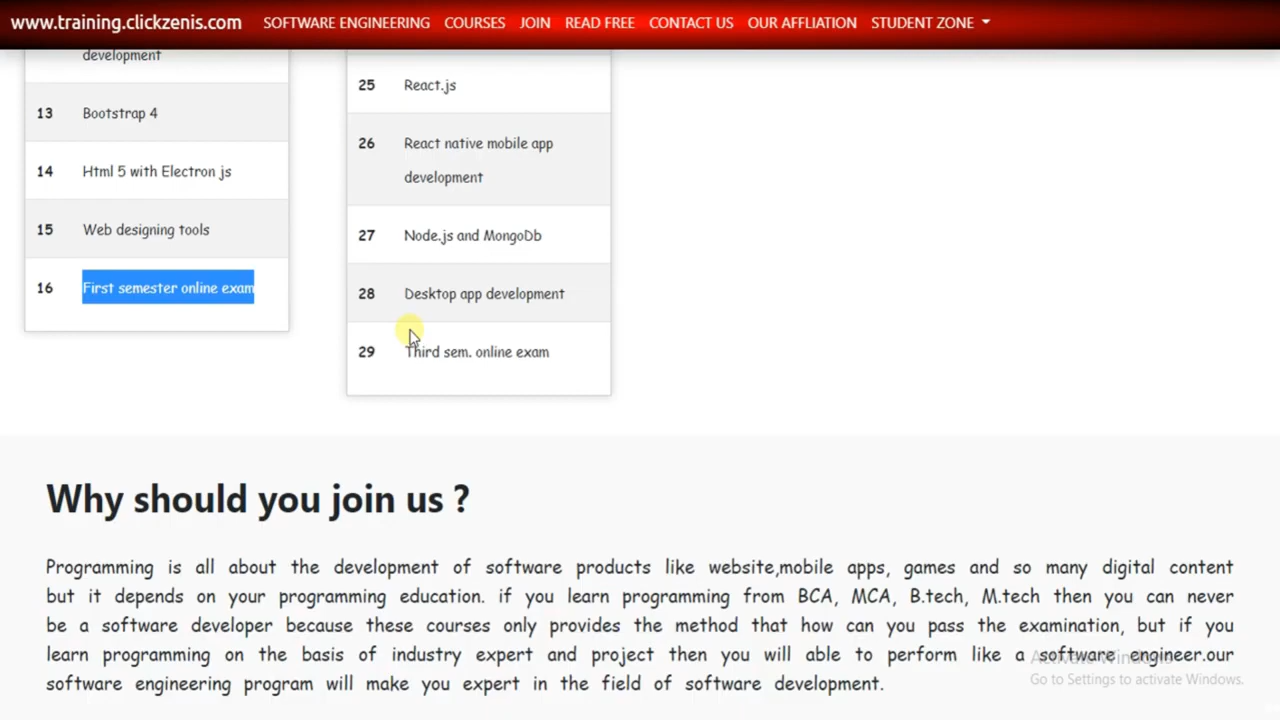 www.training.clickzenis.com SOFTWARE ENGINEERING COURSES JOIN READ FREE CONTACT US OUR AFFLIATION STUDENT ZONE
development
13 Bootstrap 4
14 Html 5 with Electron js
15 Web designing tools
16 First semester online exam
25 React.js
26 React native mobile app
development
27 Node.js and MongoDb
28 Desktop app development
29 Third sem. online exam
Why should you join us ?
Programming is all about the development of software products like website,mobile apps, games and so many digital content
but it depends on your programming education. if you learn programming from BCA, MCA, B.tech, M.tech then you can never
be a software developer because these courses only provides the method that how can you pass the examination, but if you
learn programming on the basis of industry expert and project then you will able to perform like a software engineer.our
software engineering program will make you expert in the field of software development.
Activate Windows
Go to Settings to activate Windows.